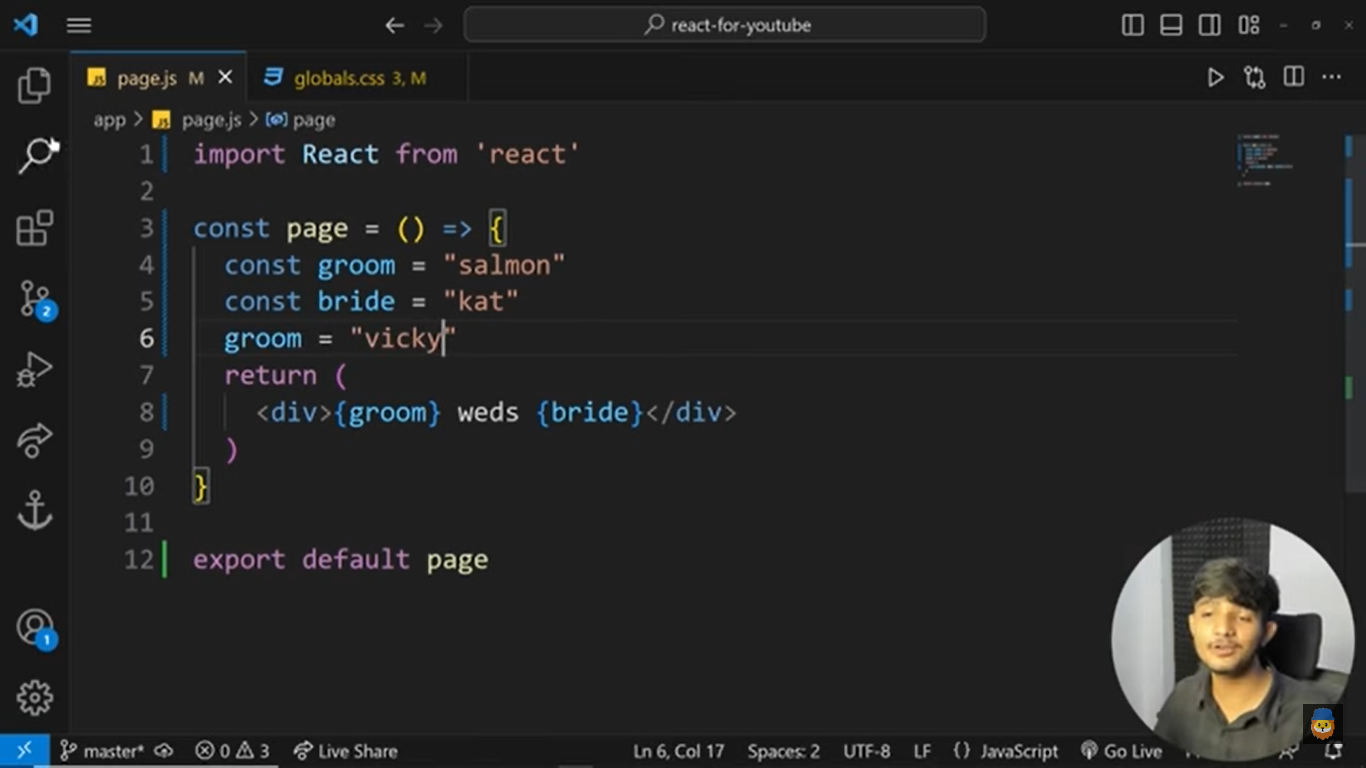 react-for-youtube
page.js M
globals.css 3, M
app > page.js > page
1 import React from 'react'
2
3 const page = () => {
4 const groom = "salmon"
5 const bride = "kat"
6 groom = "vicky"
7 return (
8 <div>{groom} weds {bride}</div>
9 )
10 }
11
12 export default page
2
1
master* 0 3 Live Share Ln 6, Col 17 Spaces: 2 UTF-8 LF {} JavaScript Go Live